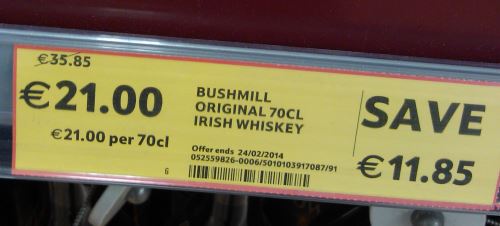 €35.85
€21.00
€21.00 per 70cl
BUSHMILL
ORIGINAL 70CL
IRISH WHISKEY
Offer ends 24/02/2014
052559826-0006/5010103917087/91
6
SAVE
€11.85